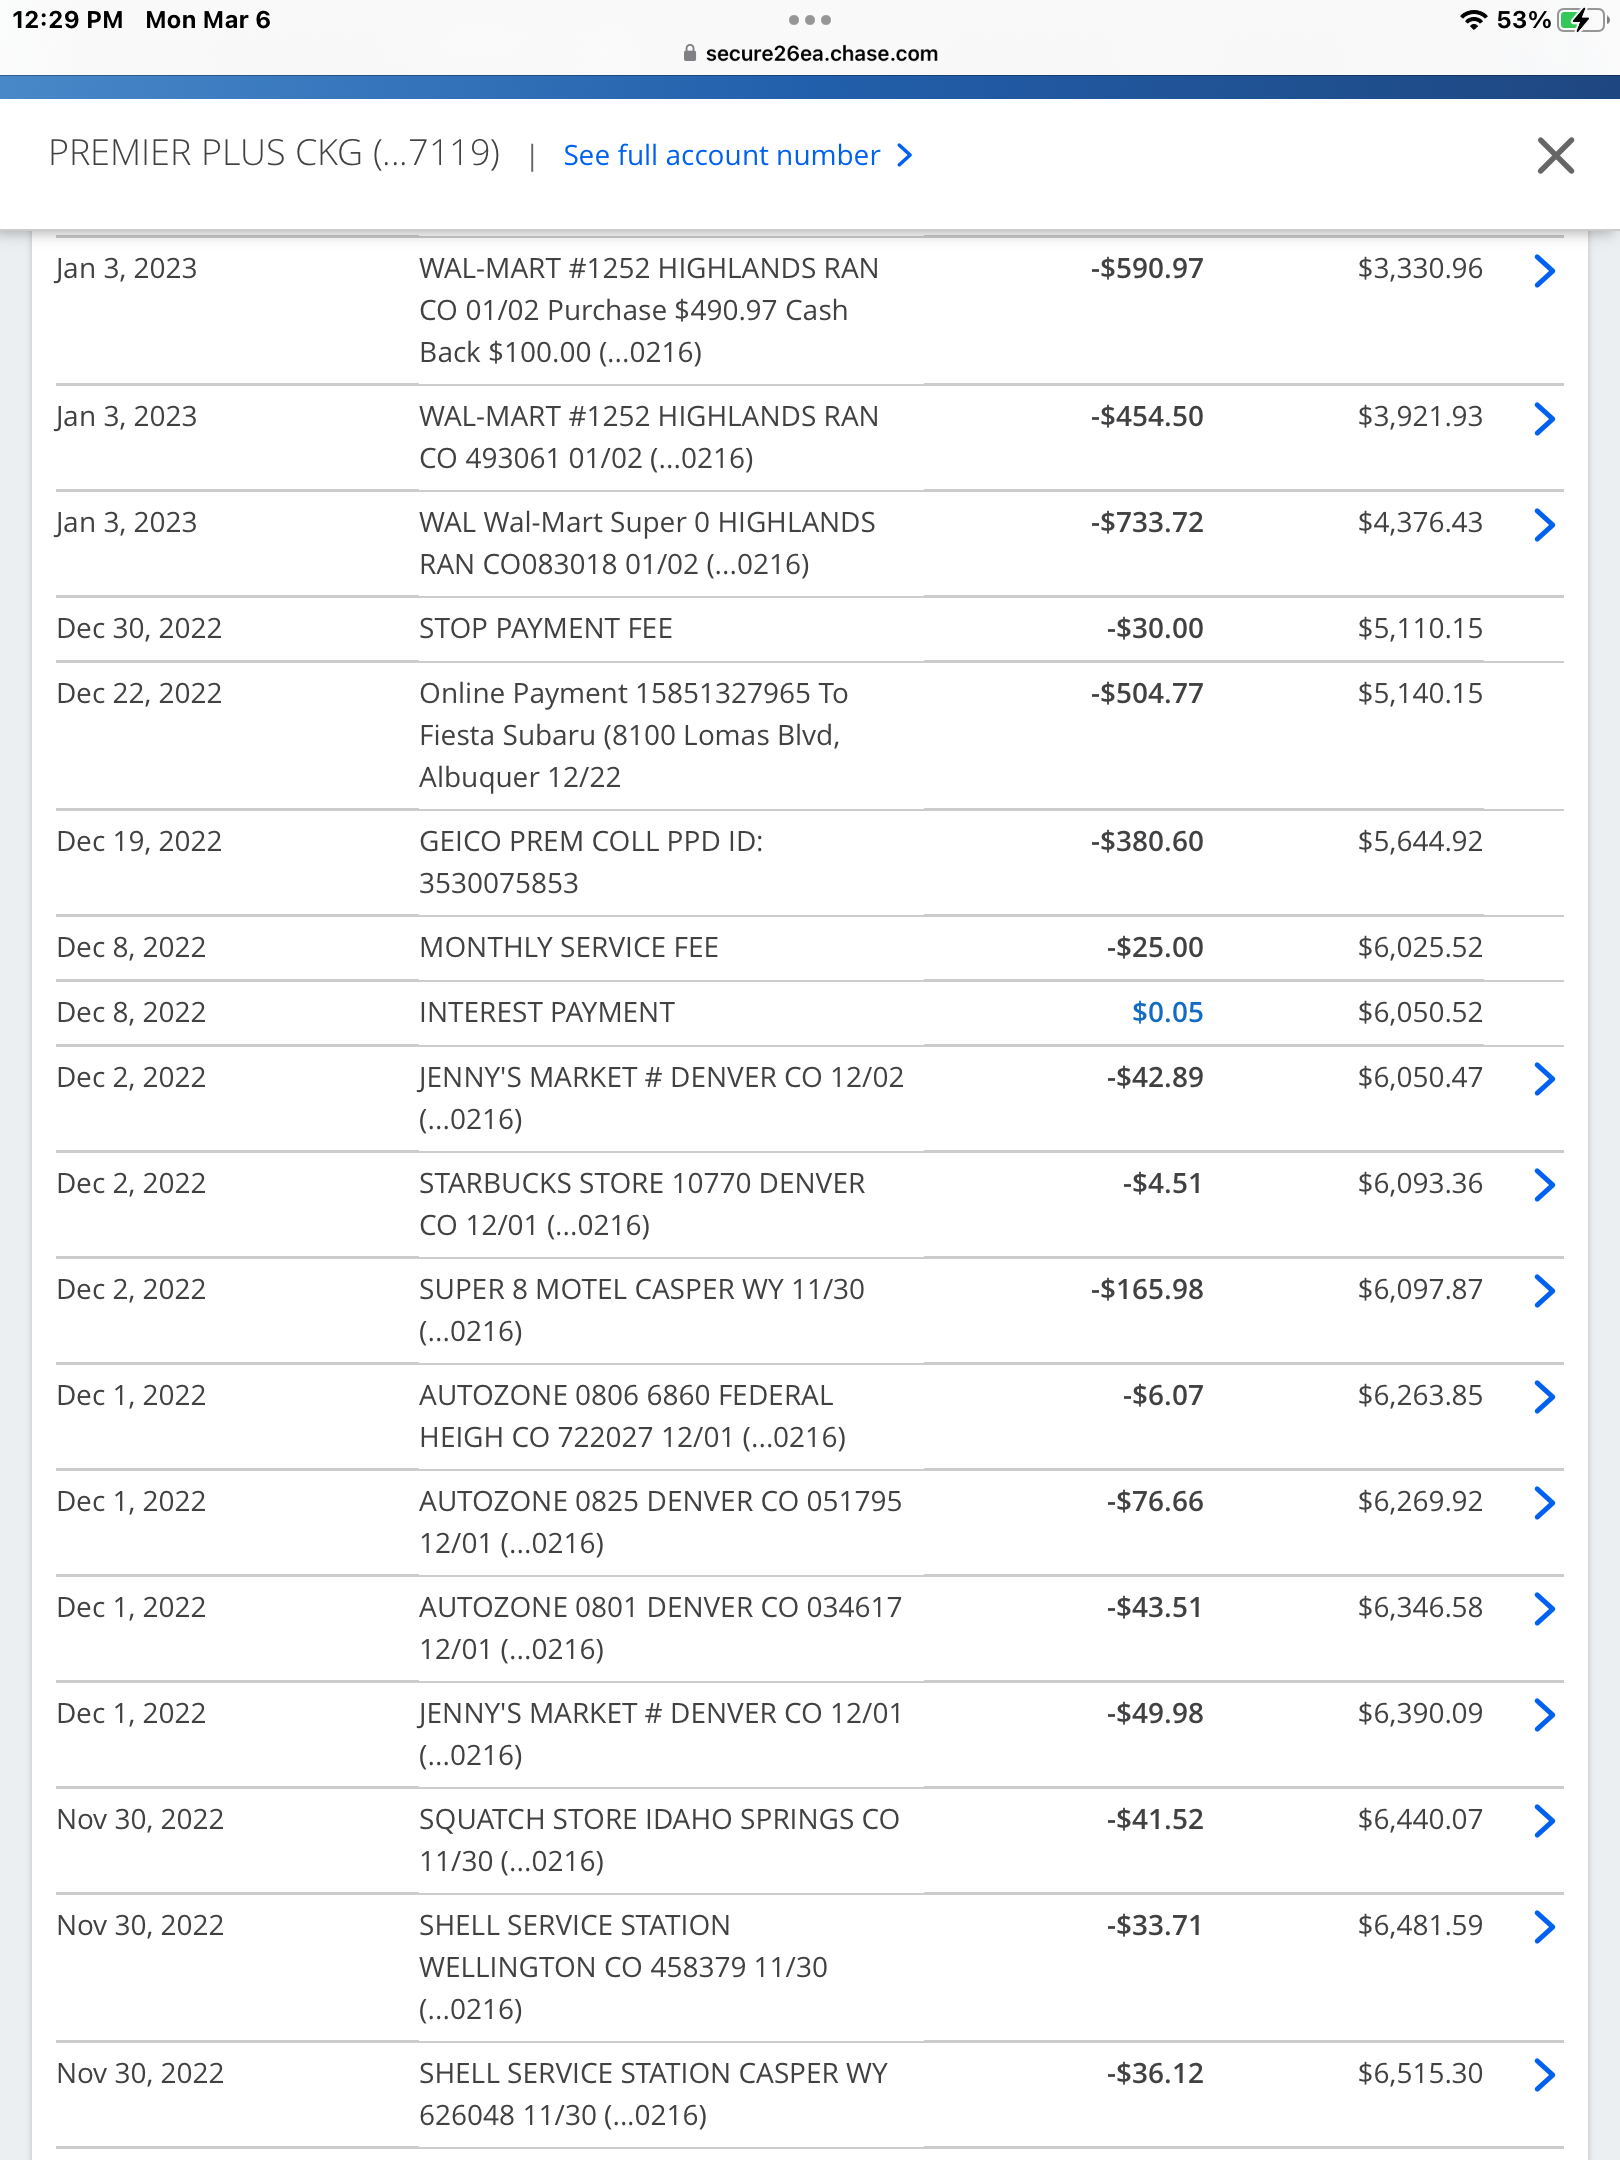 12:29 PM Mon Mar 6
53%
secure26ea.chase.com
PREMIER PLUS CKG (...7119) | See full account number
Jan 3, 2023 WAL-MART #1252 HIGHLANDS RAN -$590.97 $3,330.96
CO 01/02 Purchase $490.97 Cash
Back $100.00 (...0216)
Jan 3, 2023 WAL-MART #1252 HIGHLANDS RAN -$454.50 $3,921.93
CO 493061 01/02 (...0216)
Jan 3, 2023 WAL Wal-Mart Super 0 HIGHLANDS -$733.72 $4,376.43
RAN CO083018 01/02 (...0216)
Dec 30, 2022 STOP PAYMENT FEE -$30.00 $5,110.15
Dec 22, 2022 Online Payment 15851327965 To -$504.77 $5,140.15
Fiesta Subaru (8100 Lomas Blvd,
Albuquer 12/22
Dec 19, 2022 GEICO PREM COLL PPD ID: -$380.60 $5,644.92
3530075853
Dec 8, 2022 MONTHLY SERVICE FEE -$25.00 $6,025.52
Dec 8, 2022 INTEREST PAYMENT $0.05 $6,050.52
Dec 2, 2022 JENNY'S MARKET # DENVER CO 12/02 -$42.89 $6,050.47
(...0216)
Dec 2, 2022 STARBUCKS STORE 10770 DENVER -$4.51 $6,093.36
CO 12/01 (...0216)
Dec 2, 2022 SUPER 8 MOTEL CASPER WY 11/30 -$165.98 $6,097.87
(...0216)
Dec 1, 2022 AUTOZONE 0806 6860 FEDERAL -$6.07 $6,263.85
HEIGH CO 722027 12/01 (...0216)
Dec 1, 2022 AUTOZONE 0825 DENVER CO 051795 -$76.66 $6,269.92
12/01 (...0216)
Dec 1, 2022 AUTOZONE 0801 DENVER CO 034617 -$43.51 $6,346.58
12/01 (...0216)
Dec 1, 2022 JENNY'S MARKET # DENVER CO 12/01 -$49.98 $6,390.09
(...0216)
Nov 30, 2022 SQUATCH STORE IDAHO SPRINGS CO -$41.52 $6,440.07
11/30 (...0216)
Nov 30, 2022 SHELL SERVICE STATION -$33.71 $6,481.59
WELLINGTON CO 458379 11/30
(...0216)
Nov 30, 2022 SHELL SERVICE STATION CASPER WY -$36.12 $6,515.30
626048 11/30 (...0216)